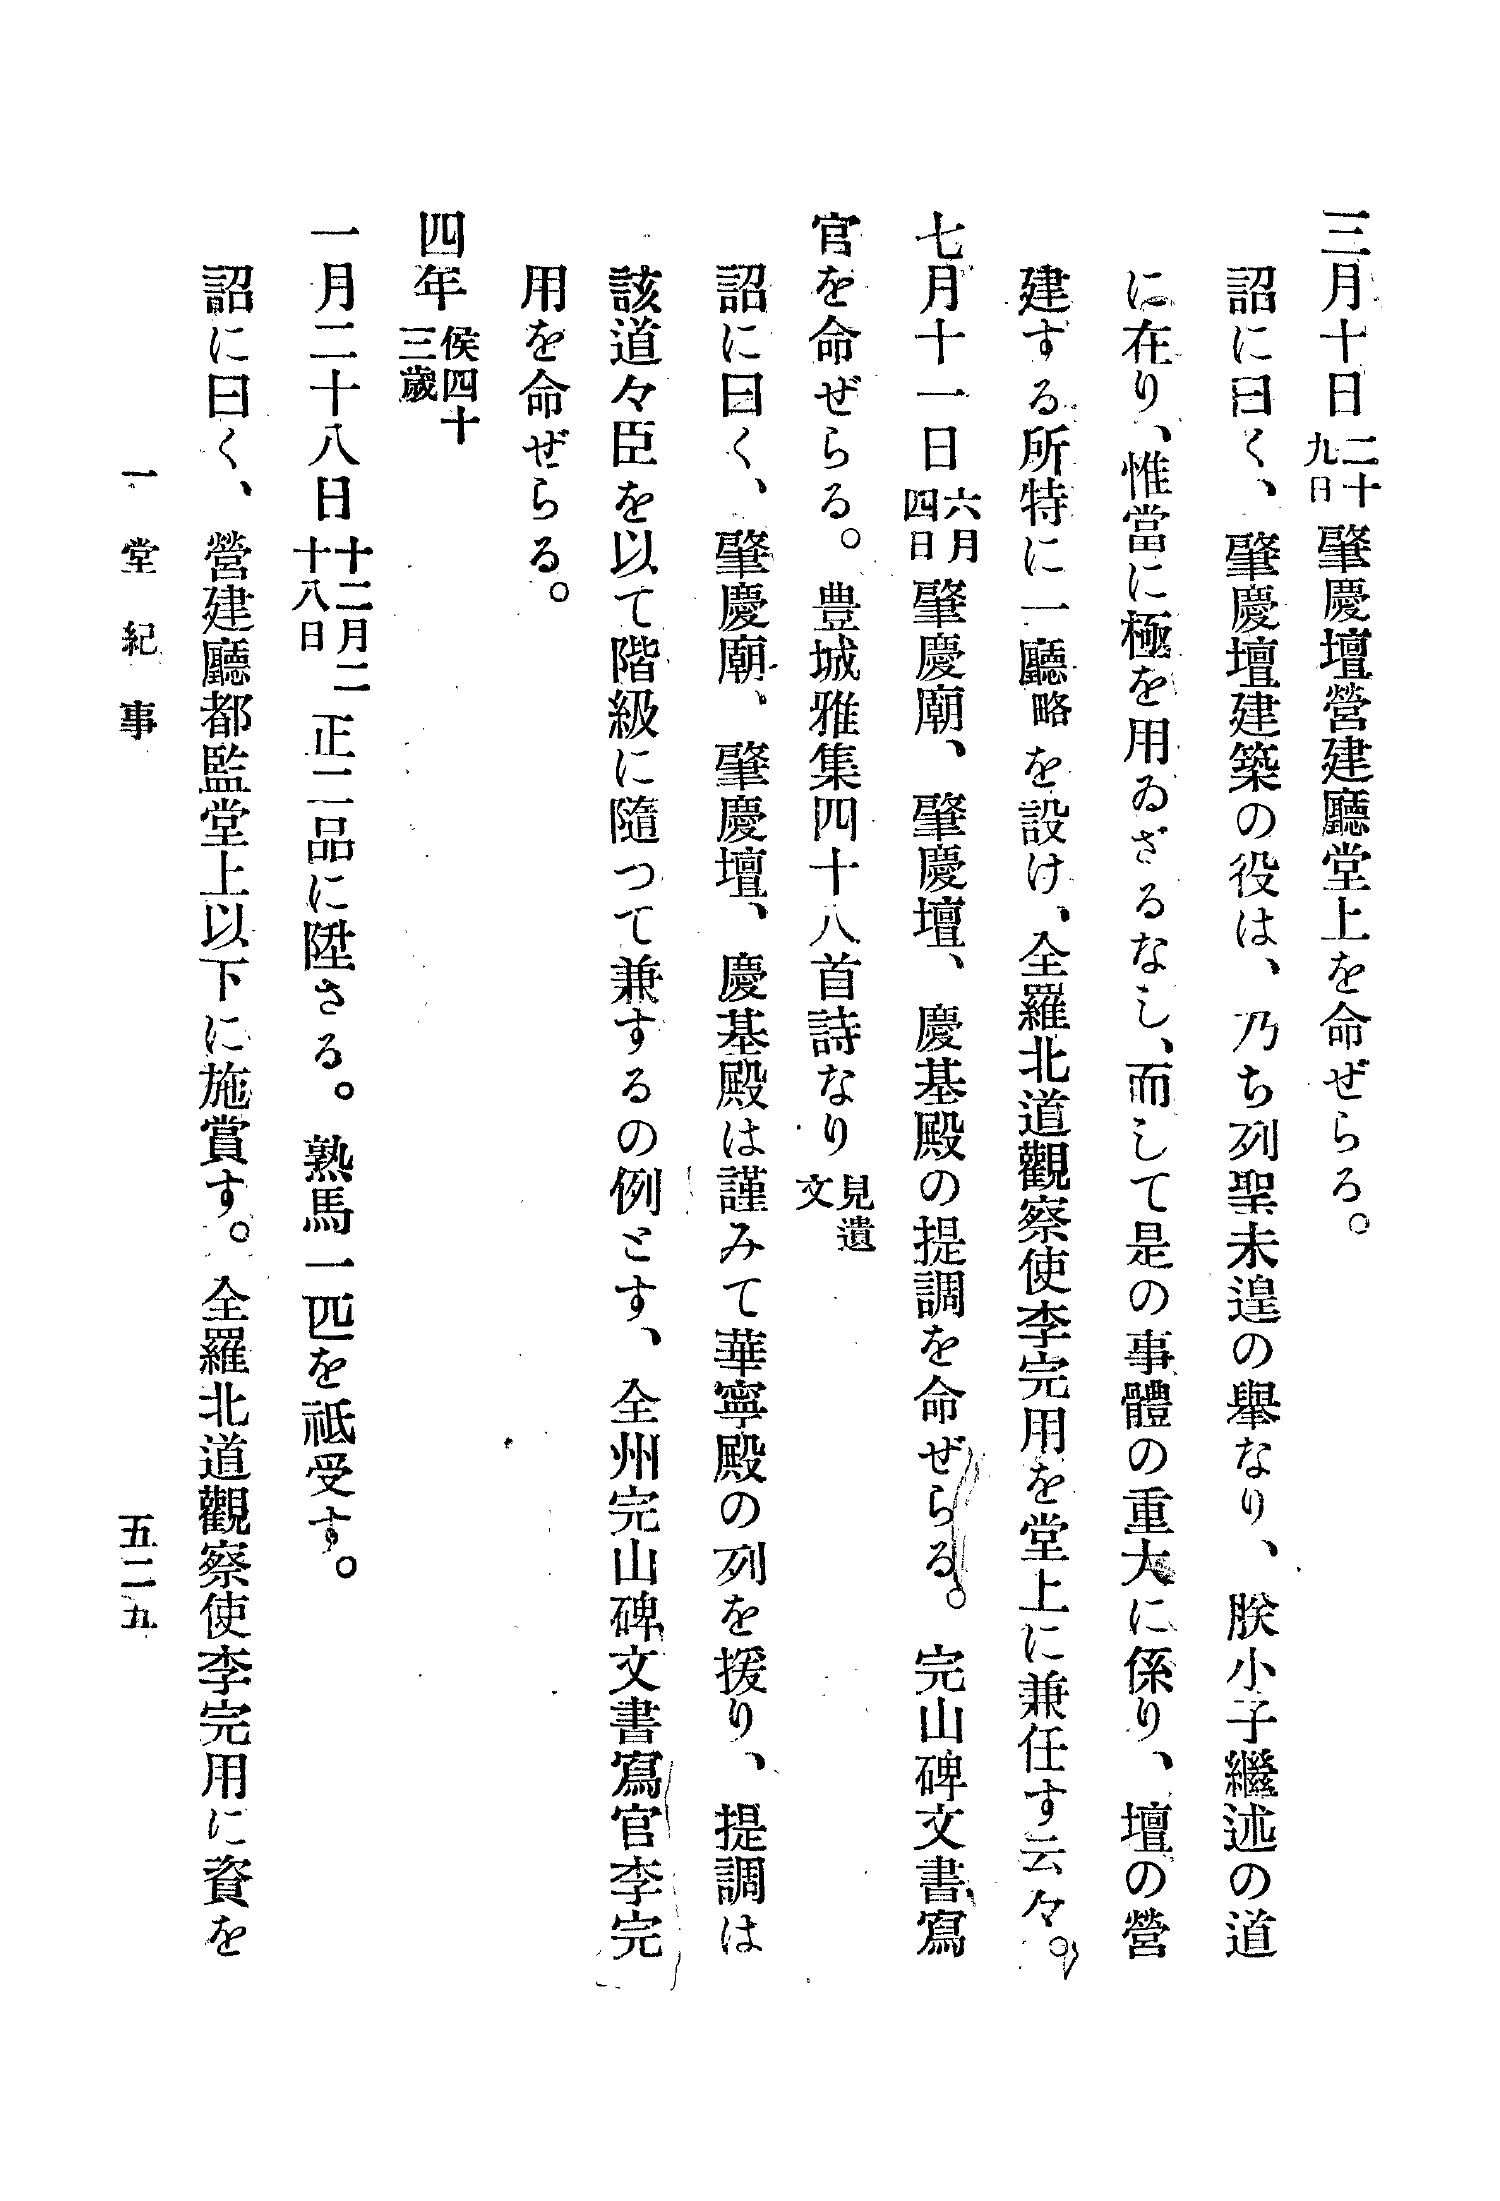 三月十日二十九日肇慶壇營建廳堂上を命ぜらる。
詔に曰く、肇慶壇建築の役は、乃ち列聖未遑の擧なり、朕小子繼述の道
に在り、惟當に極を用ゐざるなし、而して是の事體の重大に係り、壇の營
建する所特に一廳略を設け、全羅北道觀察使李完用を堂上に兼任す云々。
七月十一日六月四日肇慶廟、肇慶壇、慶基殿の提調を命ぜらる。完山碑文書寫
官を命ぜらる。豊城雅集四十八首詩なり見遺文
詔に曰く、肇慶廟、肇慶壇、慶基殿は謹みて華寧殿の列を援り、提調は
該道々臣を以て階級に隨つて兼するの例とす、全州完山碑文書寫官李完
用を命ぜらる。
四年侯四十三歲
一月二十八日十二月二十八日正二品に陞さる。熟馬一匹を祗受す。
詔に曰く、營建廳都監堂上以下に施賞す。全羅北道觀察使李完用に資を
一堂紀事 五二九